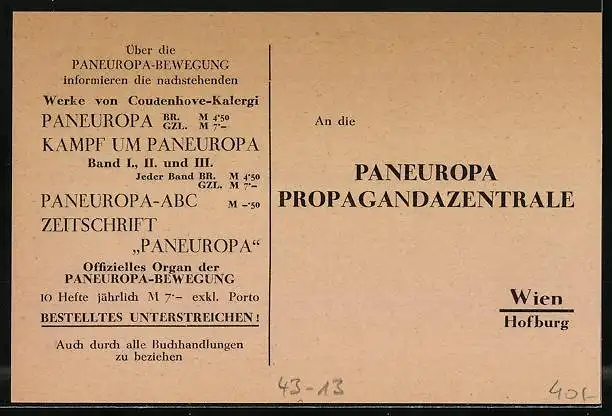 Über die
PANEUROPA-BEWEGUNG
informieren die nachstehenden
Werke von Coudenhove-Kalergi
PANEUROPA BR. M 4'50
GZL. M 7'—
KAMPF UM PANEUROPA
Band I., II. und III.
Jeder Band BR. M 4'50
GZL. M 7'—
PANEUROPA-ABC M —'50
ZEITSCHRIFT
„PANEUROPA“
Offizielles Organ der
PANEUROPA-BEWEGUNG
10 Hefte jährlich M 7'— exkl. Porto
BESTELLTES UNTERSTREICHEN!
Auch durch alle Buchhandlungen
zu beziehen
An die
PANEUROPA
PROPAGANDAZENTRALE
Wien
Hofburg
43-13
40,-